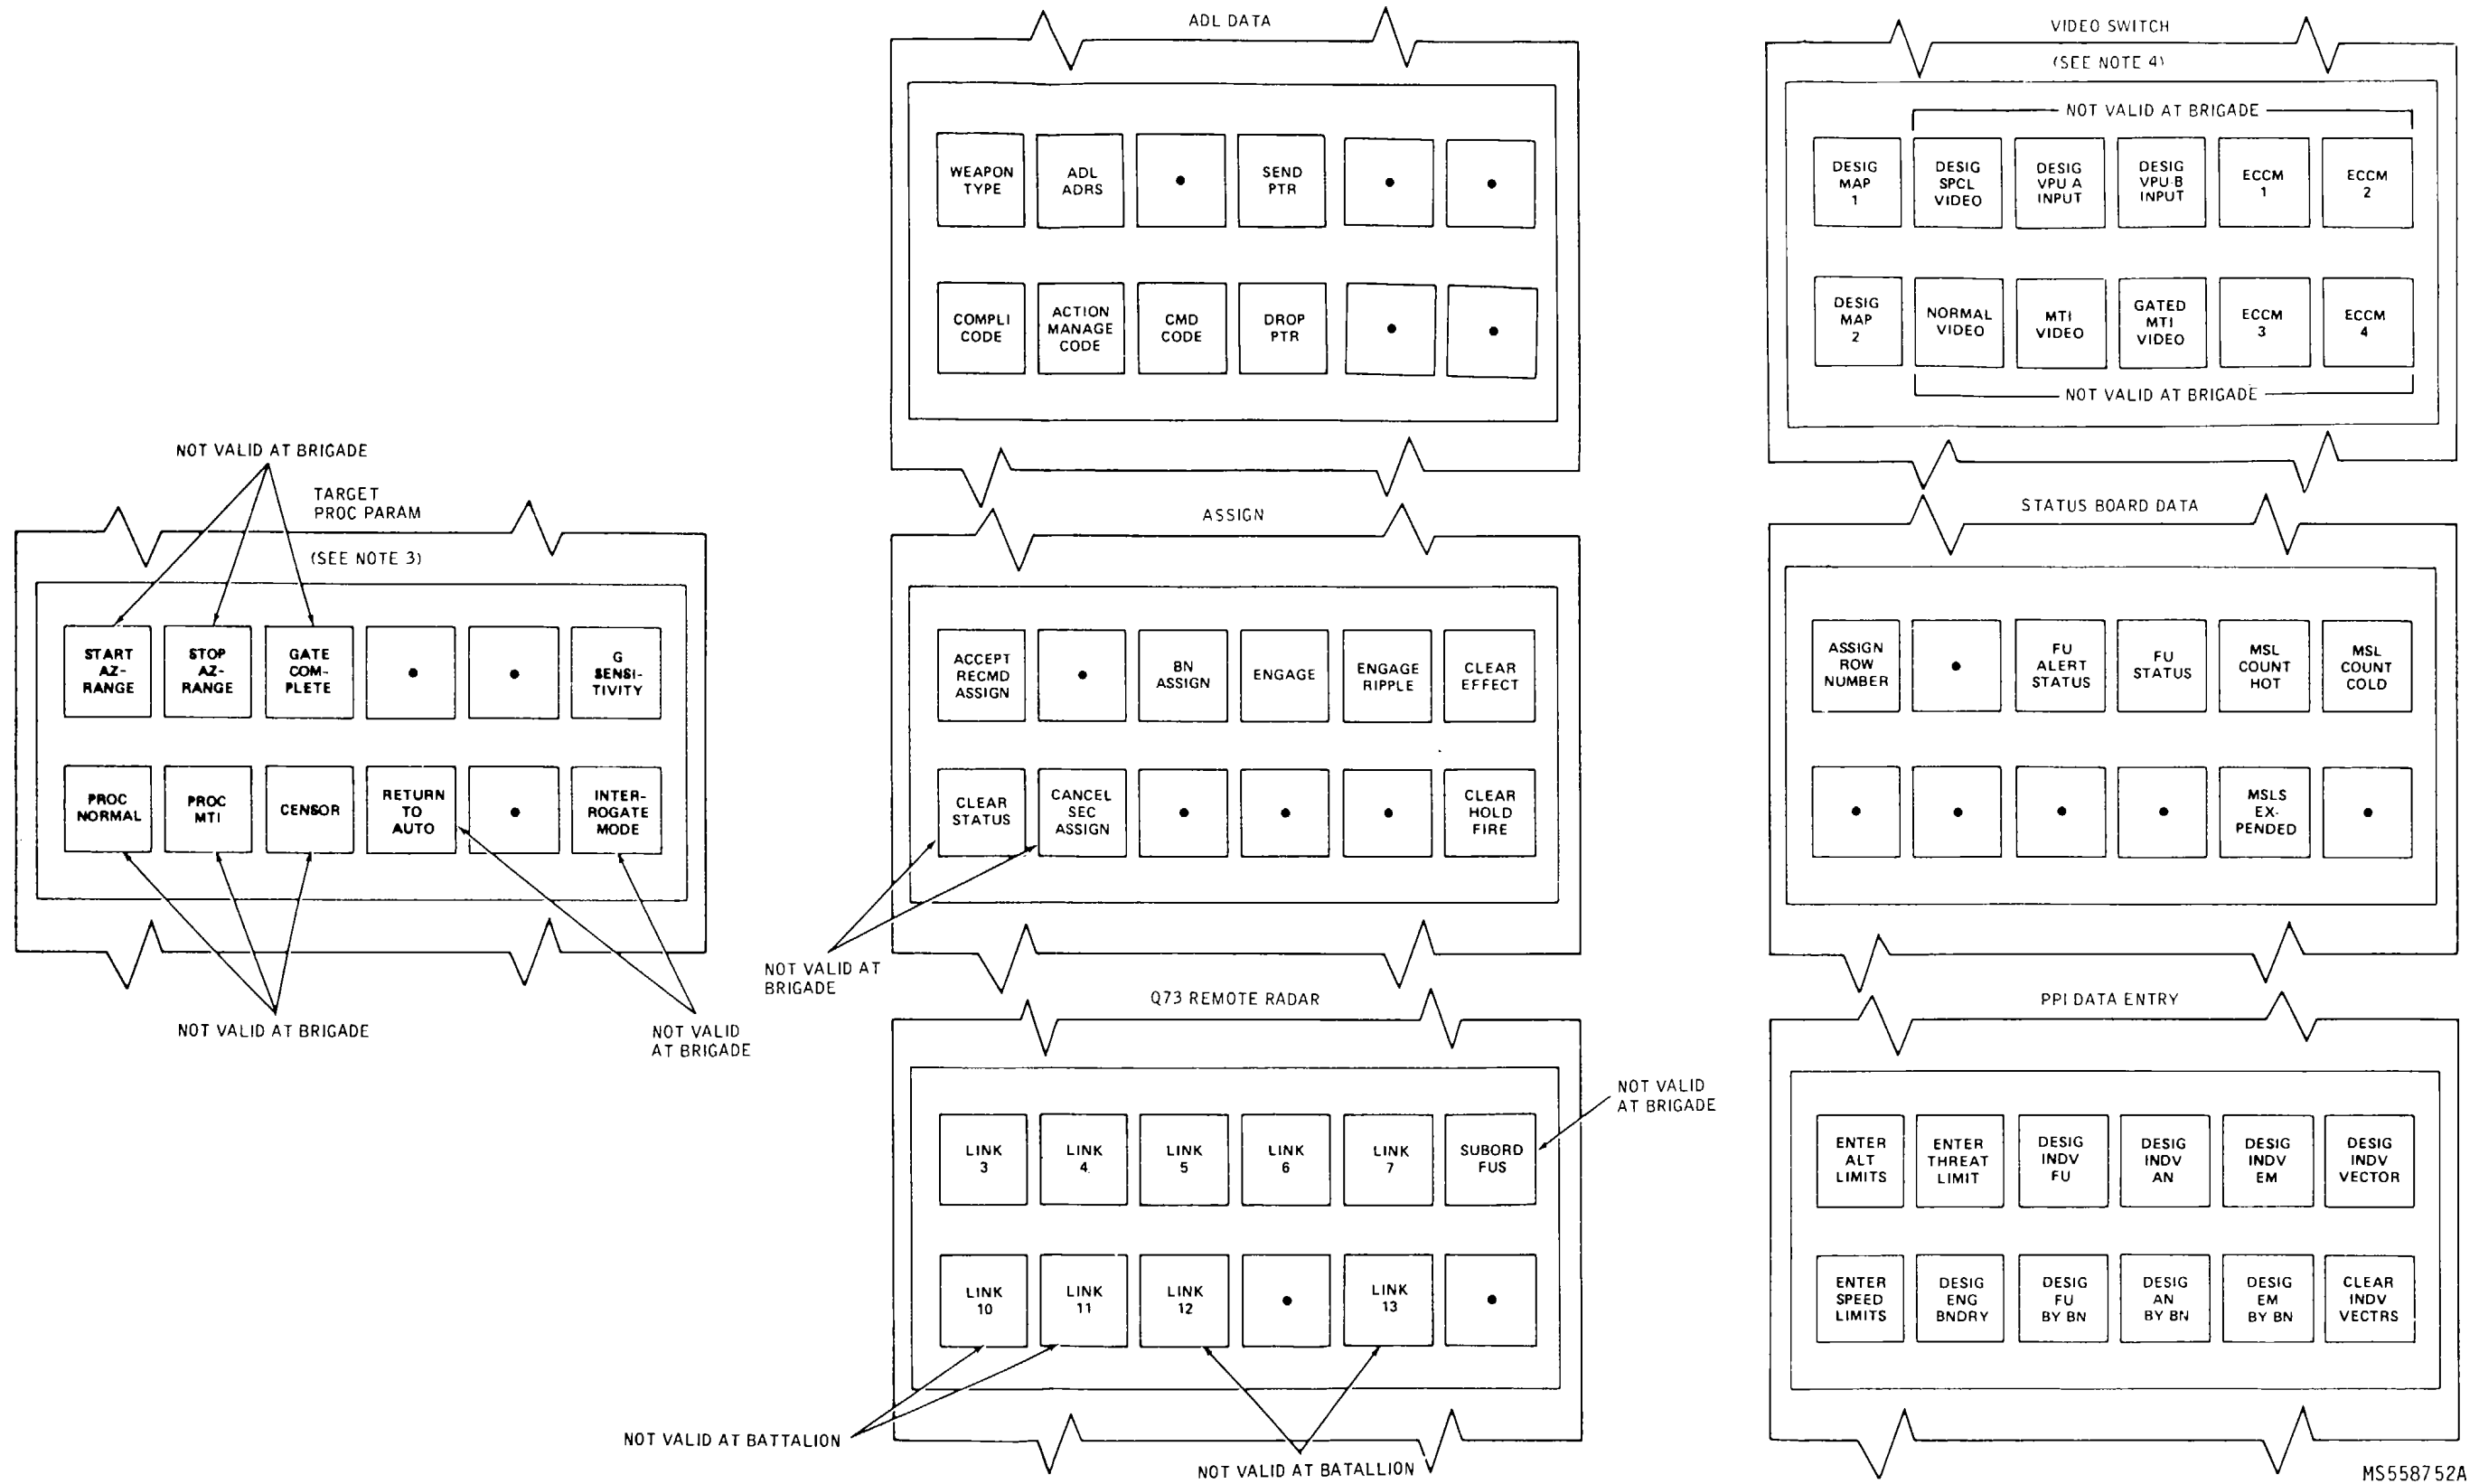 ADL DATA
WEAPON
TYPE
ADL
ADRS
•
SEND
PTR
•
•
COMPLI
CODE
ACTION
MANAGE
CODE
CMD
CODE
DROP
PTR
•
•
VIDEO SWITCH
(SEE NOTE 4)
NOT VALID AT BRIGADE
DESIG
MAP
1
DESIG
SPCL
VIDEO
DESIG
VPU A
INPUT
DESIG
VPU-B
INPUT
ECCM
1
ECCM
2
DESIG
MAP
2
NORMAL
VIDEO
MTI
VIDEO
GATED
MTI
VIDEO
ECCM
3
ECCM
4
NOT VALID AT BRIGADE
NOT VALID AT BRIGADE
TARGET
PROC PARAM
(SEE NOTE 3)
START
AZ-
RANGE
STOP
AZ-
RANGE
GATE
COM-
PLETE
•
•
G
SENSI-
TIVITY
PROC
NORMAL
PROC
MTI
CENSOR
RETURN
TO
AUTO
•
INTER-
ROGATE
MODE
NOT VALID AT BRIGADE
NOT VALID
AT BRIGADE
ASSIGN
ACCEPT
RECMD
ASSIGN
•
BN
ASSIGN
ENGAGE
ENGAGE
RIPPLE
CLEAR
EFFECT
CLEAR
STATUS
CANCEL
SEC
ASSIGN
•
•
•
CLEAR
HOLD
FIRE
NOT VALID AT
BRIGADE
STATUS BOARD DATA
ASSIGN
ROW
NUMBER
•
FU
ALERT
STATUS
FU
STATUS
MSL
COUNT
HOT
MSL
COUNT
COLD
•
•
•
•
MSLS
EX-
PENDED
•
Q73 REMOTE RADAR
LINK
3
LINK
4
LINK
5
LINK
6
LINK
7
SUBORD
FUS
NOT VALID
AT BRIGADE
LINK
10
LINK
11
LINK
12
•
LINK
13
•
NOT VALID AT BATTALION
NOT VALID AT BATALLION
PPI DATA ENTRY
ENTER
ALT
LIMITS
ENTER
THREAT
LIMIT
DESIG
INDV
FU
DESIG
INDV
AN
DESIG
INDV
EM
DESIG
INDV
VECTOR
ENTER
SPEED
LIMITS
DESIG
ENG
BNDRY
DESIG
FU
BY BN
DESIG
AN
BY BN
DESIG
EM
BY BN
CLEAR
INDV
VECTRS
MS558752A